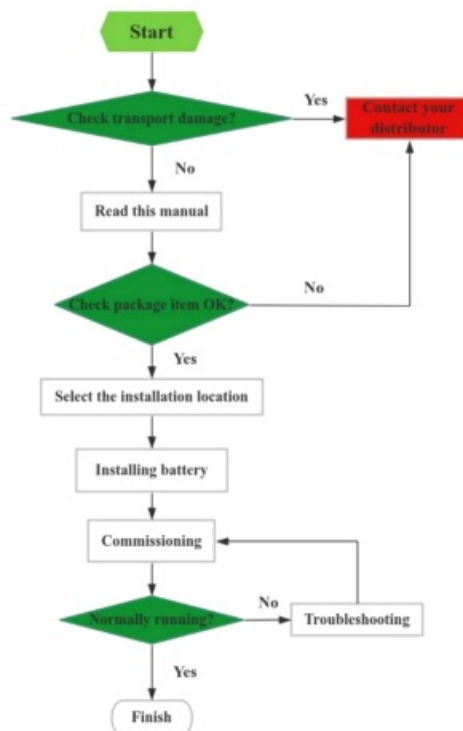 Start
Check transport damage?
Yes
Contact your
distributor
No
Read this manual
Check package item OK?
No
Yes
Select the installation location
Installing battery
Commissioning
Normally running?
No
Troubleshooting
Yes
Finish